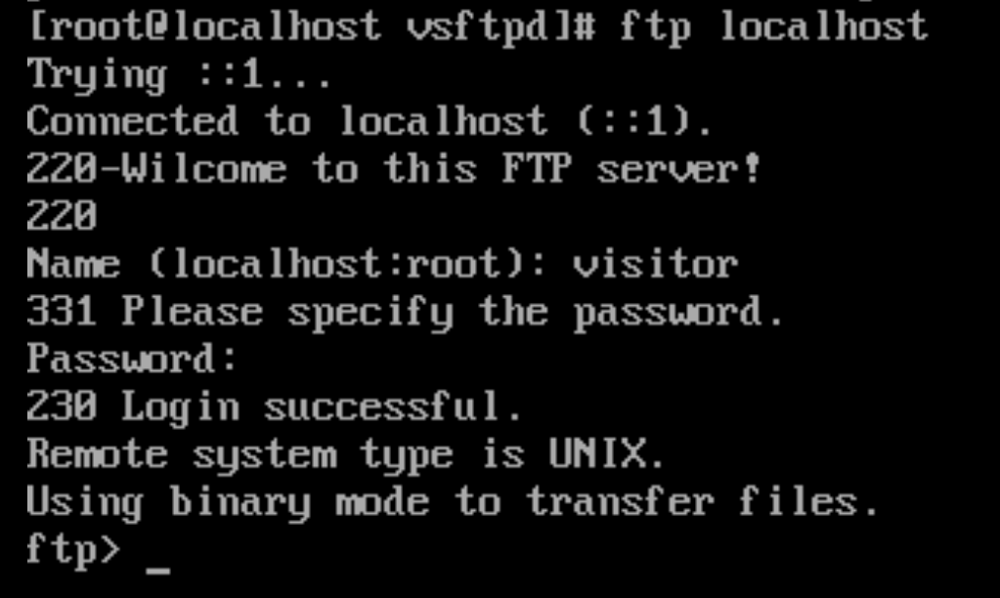 [root@localhost vsftpd]# ftp localhost
Trying ::1...
Connected to localhost (::1).
220-Wilcome to this FTP server!
220
Name (localhost:root): visitor
331 Please specify the password.
Password:
230 Login successful.
Remote system type is UNIX.
Using binary mode to transfer files.
ftp> _